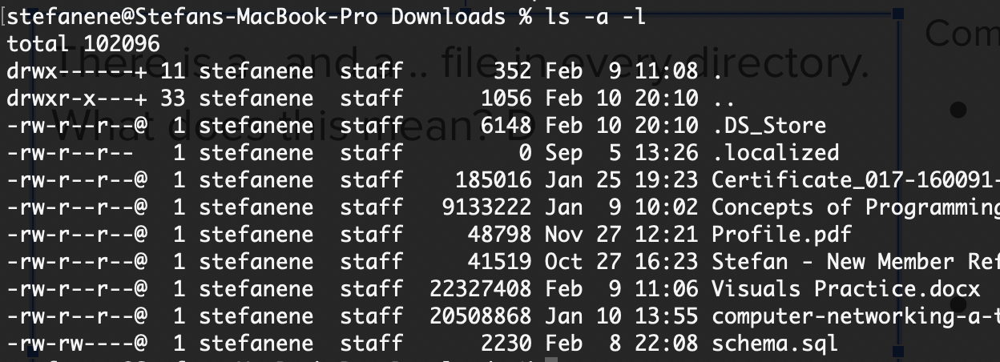 [stefanene@Stefans-MacBook-Pro Downloads % ls -a -l
total 102096
drwx------+ 11 stefanene  staff       352 Feb  9 11:08 .
drwxr-x---+ 33 stefanene  staff      1056 Feb 10 20:10 ..
-rw-r--r--@  1 stefanene  staff      6148 Feb 10 20:10 .DS_Store
-rw-r--r--   1 stefanene  staff         0 Sep  5 13:26 .localized
-rw-r--r--@  1 stefanene  staff    185016 Jan 25 19:23 Certificate_017-160091-
-rw-r--r--@  1 stefanene  staff   9133222 Jan  9 10:02 Concepts of Programming
-rw-r--r--@  1 stefanene  staff     48798 Nov 27 12:21 Profile.pdf
-rw-r--r--@  1 stefanene  staff     41519 Oct 27 16:23 Stefan - New Member Ref
-rw-r--r--@  1 stefanene  staff  22327408 Feb  9 11:06 Visuals Practice.docx
-rw-r--r--@  1 stefanene  staff  20508868 Jan 10 13:55 computer-networking-a-t
-rw-rw----@  1 stefanene  staff      2230 Feb  8 22:08 schema.sql
There is a . and a .. file in every directory.
What does this mean? D
Com